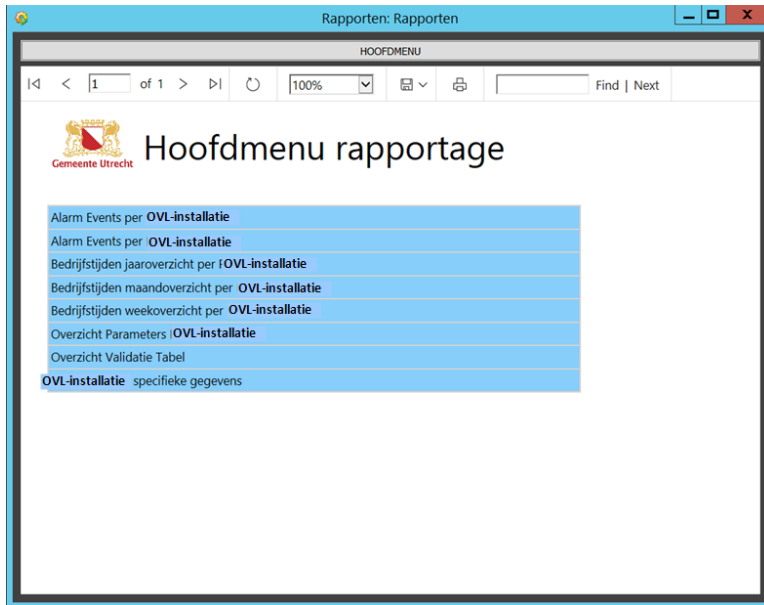 Rapporten: Rapporten
HOOFDMENU
1 of 1 100% Find | Next
Gemeente Utrecht
Hoofdmenu rapportage
Alarm Events per OVL-installatie
Alarm Events per OVL-installatie
Bedrijfstijden jaaroverzicht per OVL-installatie
Bedrijfstijden maandoverzicht per OVL-installatie
Bedrijfstijden weekoverzicht per OVL-installatie
Overzicht Parameters OVL-installatie
Overzicht Validatie Tabel
OVL-installatie specifieke gegevens